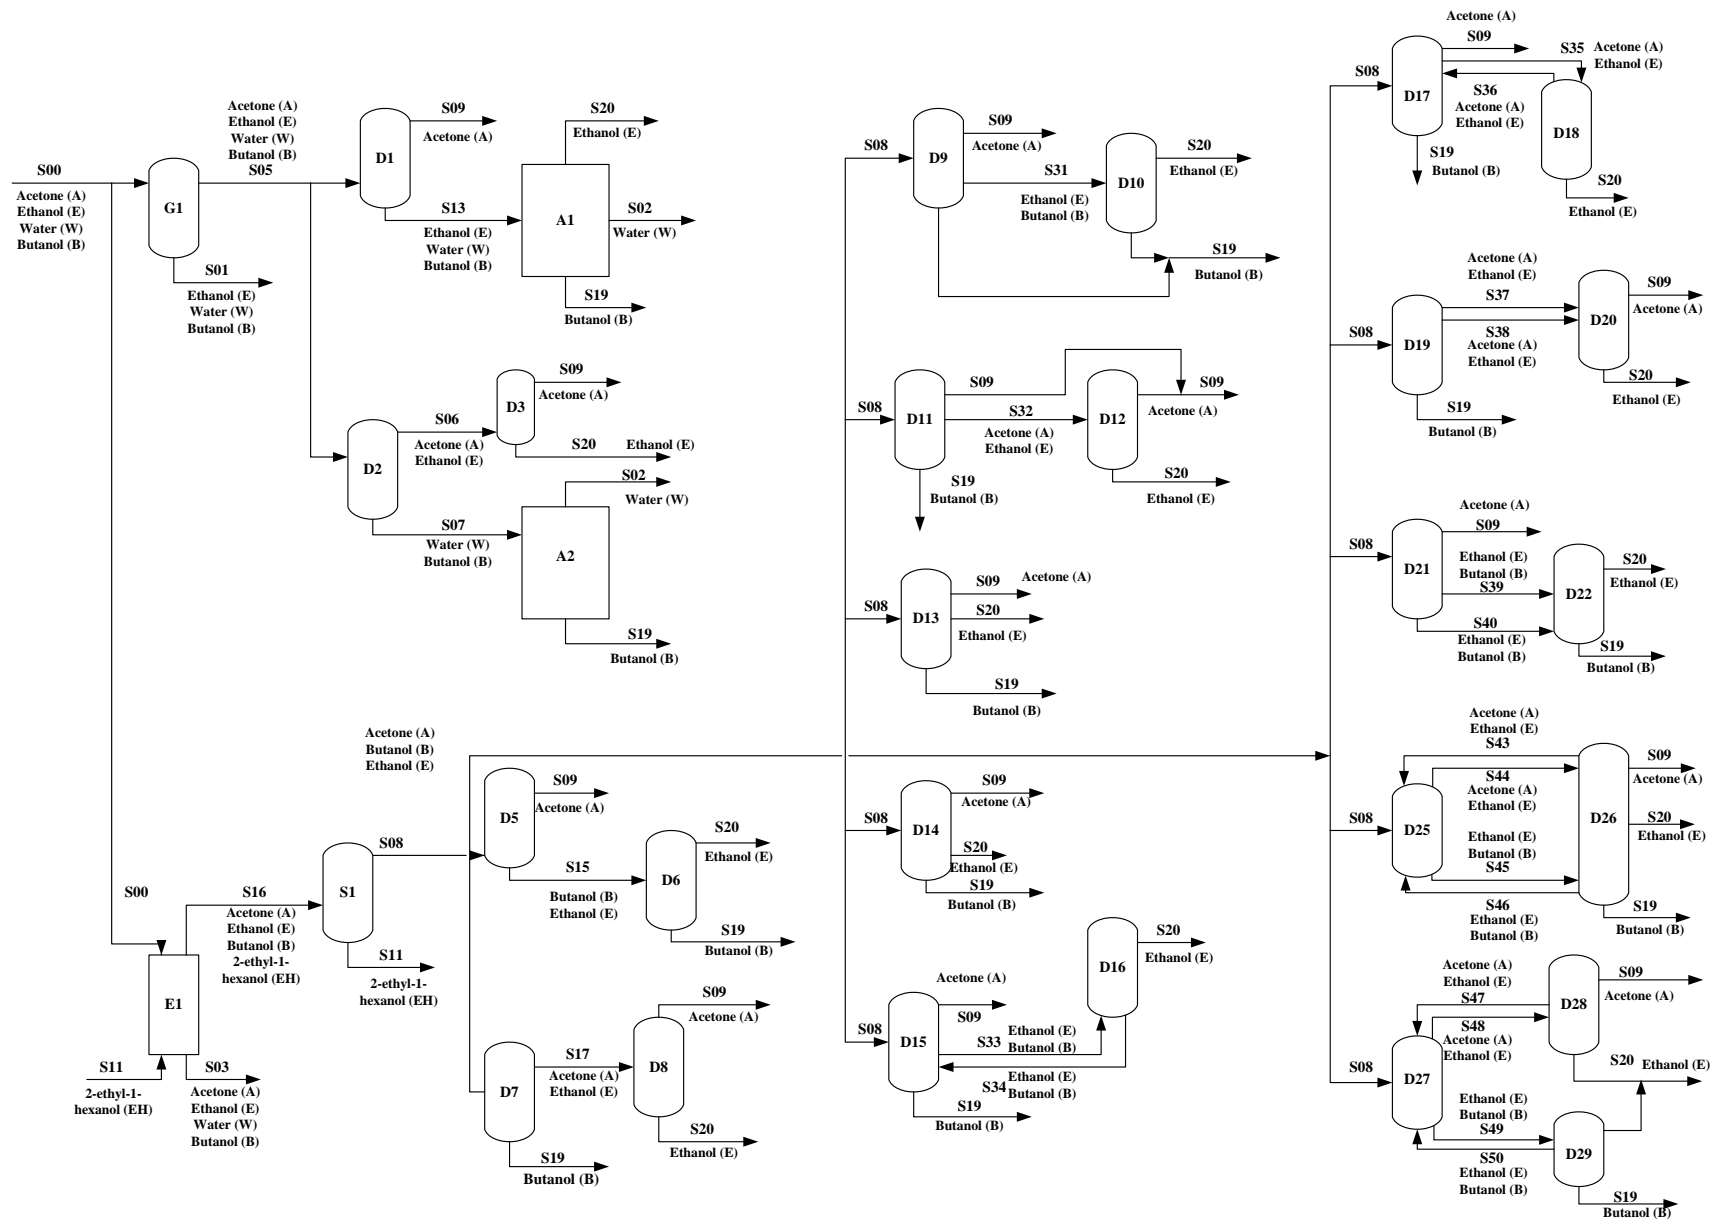 S00
Acetone (A)
Ethanol (E)
Water (W)
Butanol (B)
G1
S01
Ethanol (E)
Water (W)
Butanol (B)
Acetone (A)
Ethanol (E)
Water (W)
Butanol (B)
S05
D1
S09
Acetone (A)
S13
Ethanol (E)
Water (W)
Butanol (B)
S20
Ethanol (E)
A1
S02
Water (W)
S19
Butanol (B)
D2
S06
Acetone (A)
Ethanol (E)
D3
S09
Acetone (A)
S20
Ethanol (E)
S07
Water (W)
Butanol (B)
S02
Water (W)
A2
S19
Butanol (B)
S00
E1
S11
2-ethyl-1-
hexanol (EH)
S03
Acetone (A)
Ethanol (E)
Water (W)
Butanol (B)
S16
Acetone (A)
Ethanol (E)
Butanol (B)
2-ethyl-1-
hexanol (EH)
S1
S11
2-ethyl-1-
hexanol (EH)
S08
Acetone (A)
Butanol (B)
Ethanol (E)
D5
S09
Acetone (A)
S15
Butanol (B)
Ethanol (E)
D6
S20
Ethanol (E)
S19
Butanol (B)
D7
S17
Acetone (A)
Ethanol (E)
S19
Butanol (B)
D8
S09
Acetone (A)
S20
Ethanol (E)
S08
D9
S09
Acetone (A)
S31
Ethanol (E)
Butanol (B)
D10
S20
Ethanol (E)
S19
Butanol (B)
S08
D11
S09
S32
Acetone (A)
Ethanol (E)
S19
Butanol (B)
D12
S09
Acetone (A)
S20
Ethanol (E)
S08
D13
S09
Acetone (A)
S20
Ethanol (E)
S19
Butanol (B)
S08
D14
S09
Acetone (A)
S20
Ethanol (E)
S19
Butanol (B)
S08
D15
Acetone (A)
S09
S33
Ethanol (E)
Butanol (B)
S34
Ethanol (E)
Butanol (B)
S19
Butanol (B)
D16
S20
Ethanol (E)
S08
D17
Acetone (A)
S09
S35
Acetone (A)
Ethanol (E)
S36
Acetone (A)
Ethanol (E)
D18
S19
Butanol (B)
S20
Ethanol (E)
S08
D19
Acetone (A)
Ethanol (E)
S37
S38
Acetone (A)
Ethanol (E)
D20
S09
Acetone (A)
S20
Ethanol (E)
S19
Butanol (B)
S08
D21
Acetone (A)
S09
Ethanol (E)
Butanol (B)
S39
S40
Ethanol (E)
Butanol (B)
D22
S20
Ethanol (E)
S19
Butanol (B)
S08
D25
Acetone (A)
Ethanol (E)
S43
S44
Acetone (A)
Ethanol (E)
Ethanol (E)
Butanol (B)
S45
S46
Ethanol (E)
Butanol (B)
D26
S09
Acetone (A)
S20
Ethanol (E)
S19
Butanol (B)
S08
D27
Acetone (A)
Ethanol (E)
S47
S48
Acetone (A)
Ethanol (E)
D28
S09
Acetone (A)
S20
Ethanol (E)
Ethanol (E)
Butanol (B)
S49
S50
Ethanol (E)
Butanol (B)
D29
S19
Butanol (B)